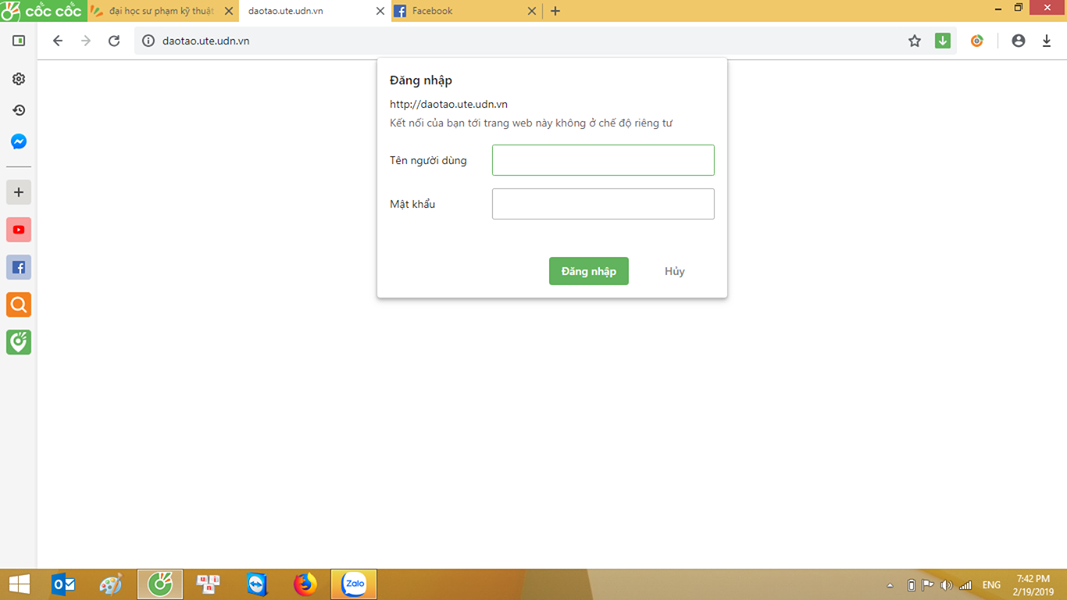 cốc cốc
đại học sư phạm kỹ thuật
daotao.ute.udn.vn
Facebook
daotao.ute.udn.vn
Đăng nhập
http://daotao.ute.udn.vn
Kết nối của bạn tới trang web này không ở chế độ riêng tư
Tên người dùng
Mật khẩu
Đăng nhập
Hủy
Zalo
ENG
7:42 PM
2/19/2019